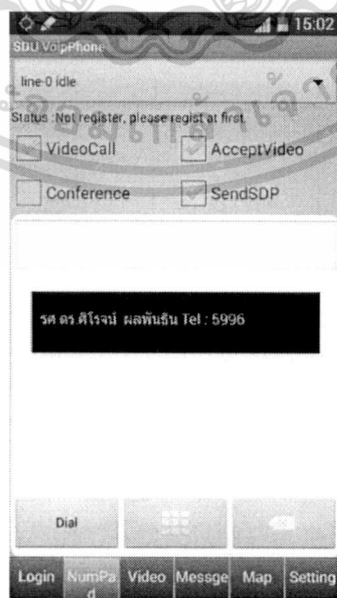 15:02
SDU VoipPhone
line-0 idle
Status :Not register, please regist at first.
VideoCall
AcceptVideo
Conference
SendSDP
รศ.ดร.ศิโรจน์ ผลพันธิน Tel : 5996
Dial
Login
NumPa
d
Video
Messge
Map
Setting